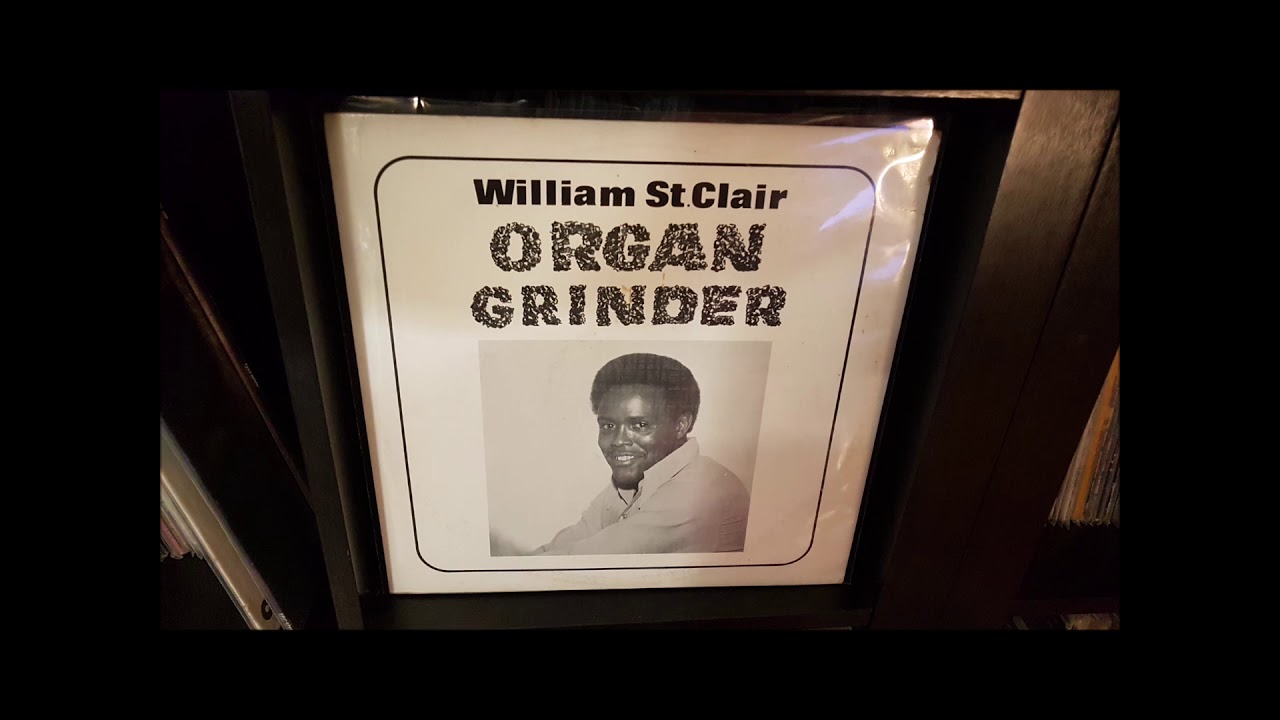 William St. Clair
ORGAN
GRINDER